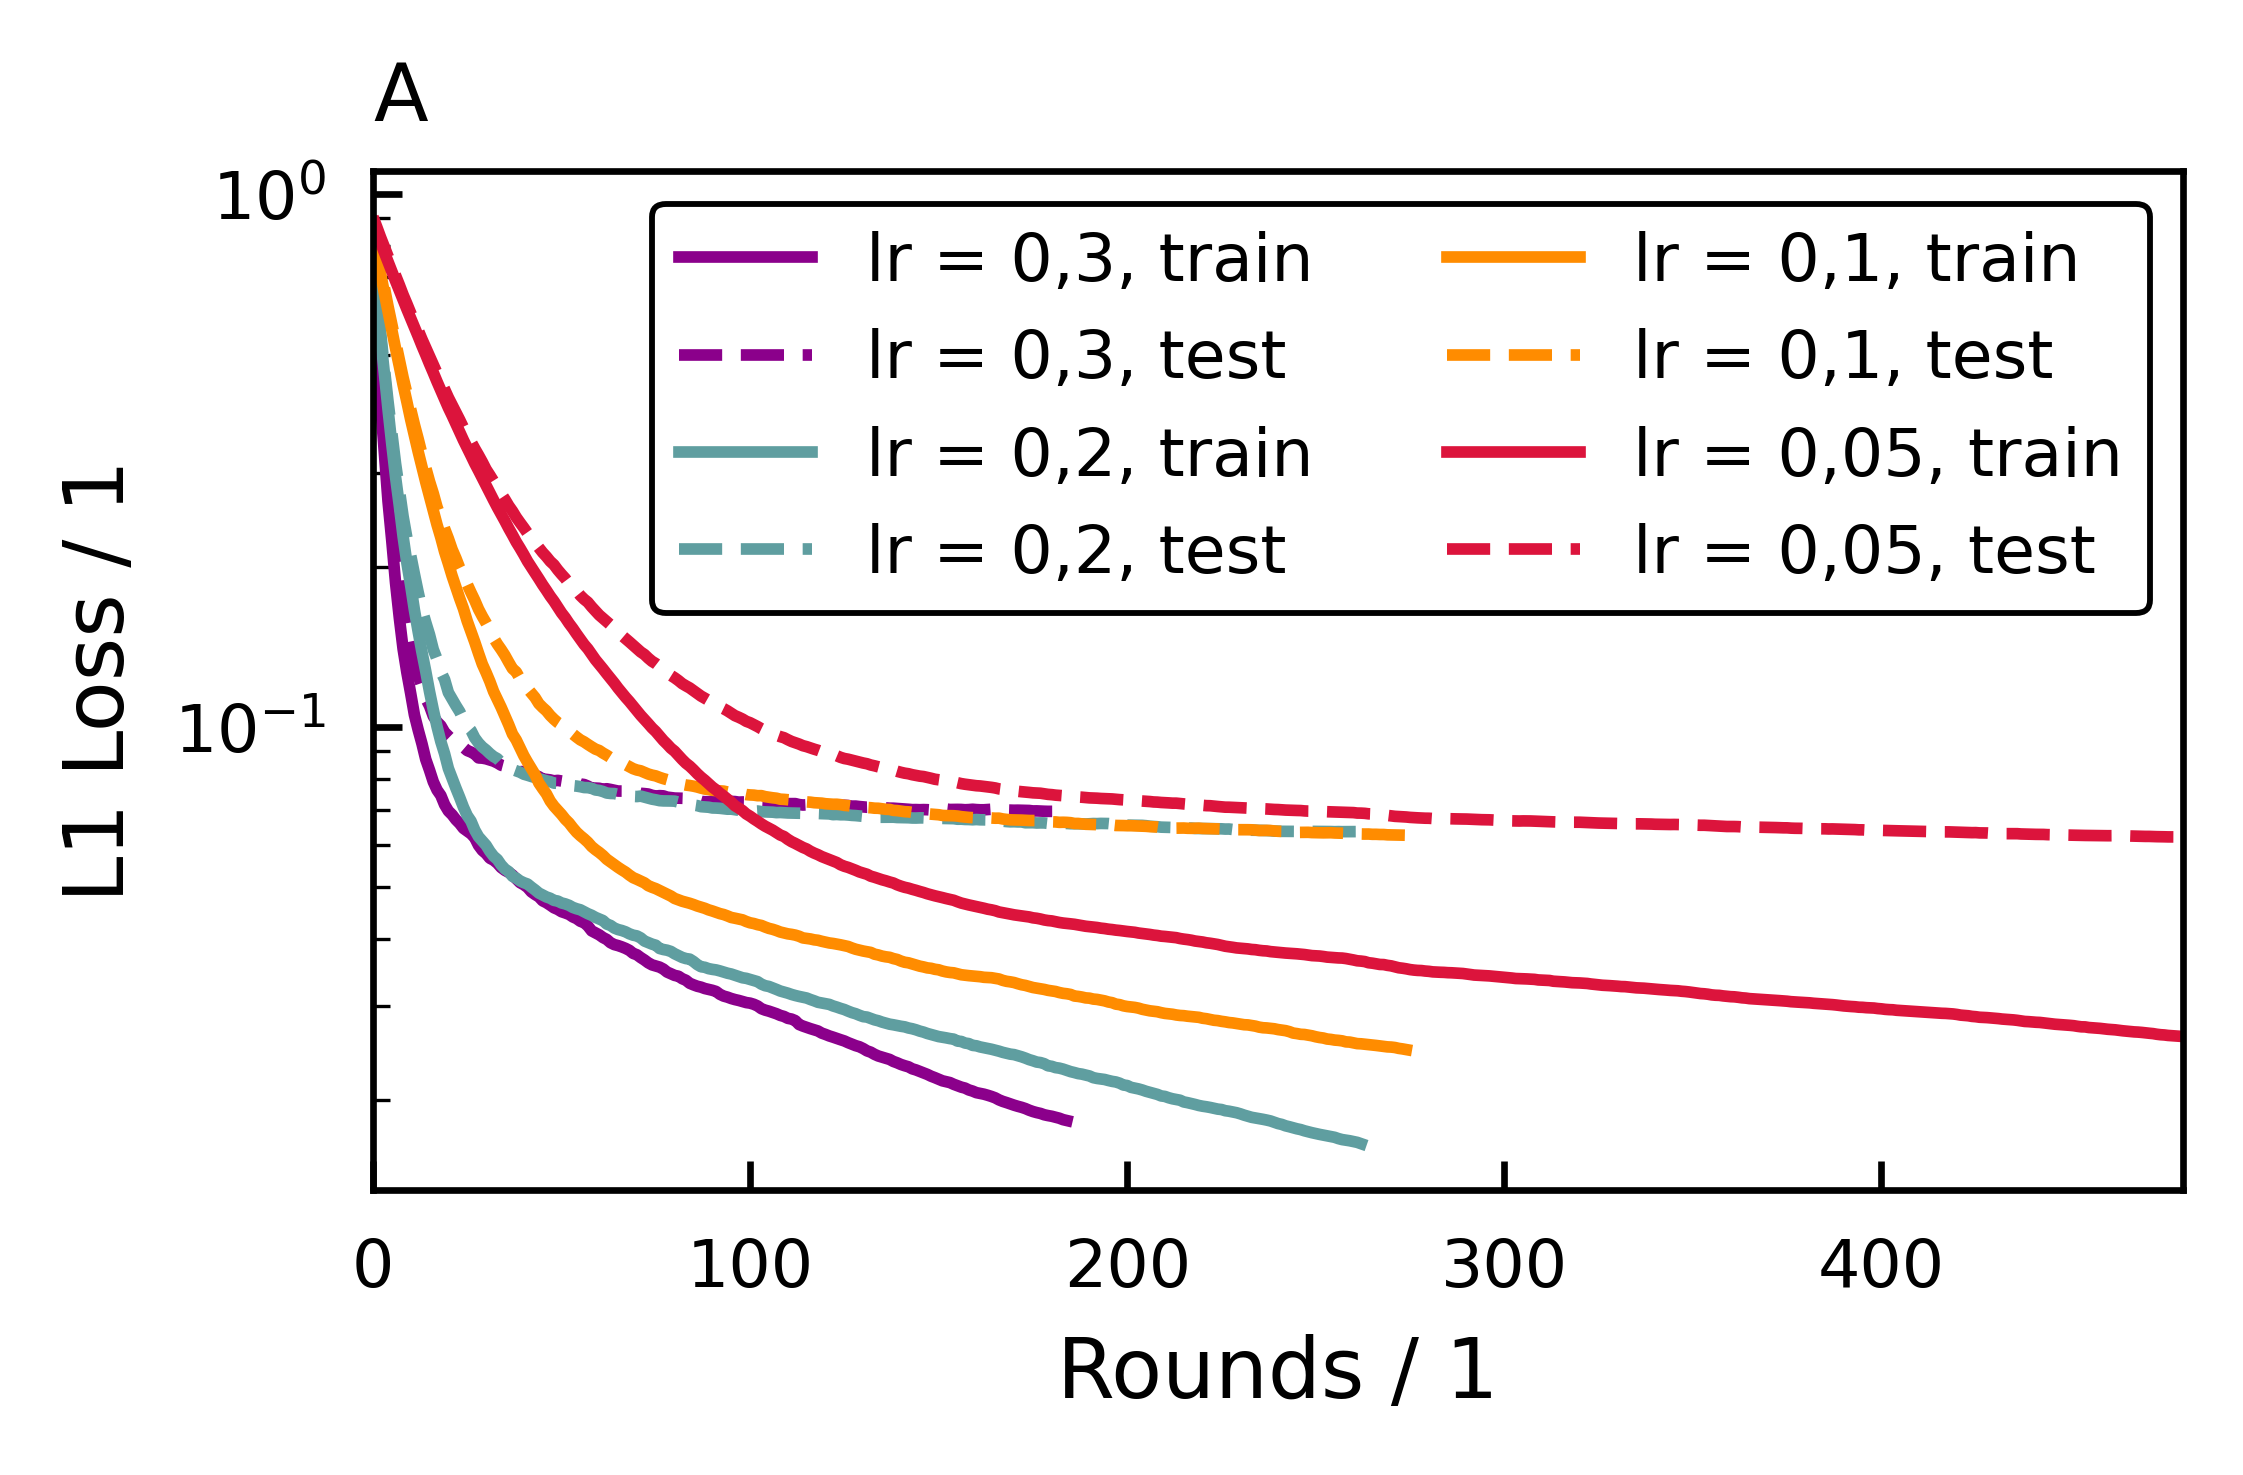 A
10⁰
10⁻¹
L1 Loss / 1
lr = 0,3, train
lr = 0,3, test
lr = 0,2, train
lr = 0,2, test
lr = 0,1, train
lr = 0,1, test
lr = 0,05, train
lr = 0,05, test
0 100 200 300 400
Rounds / 1